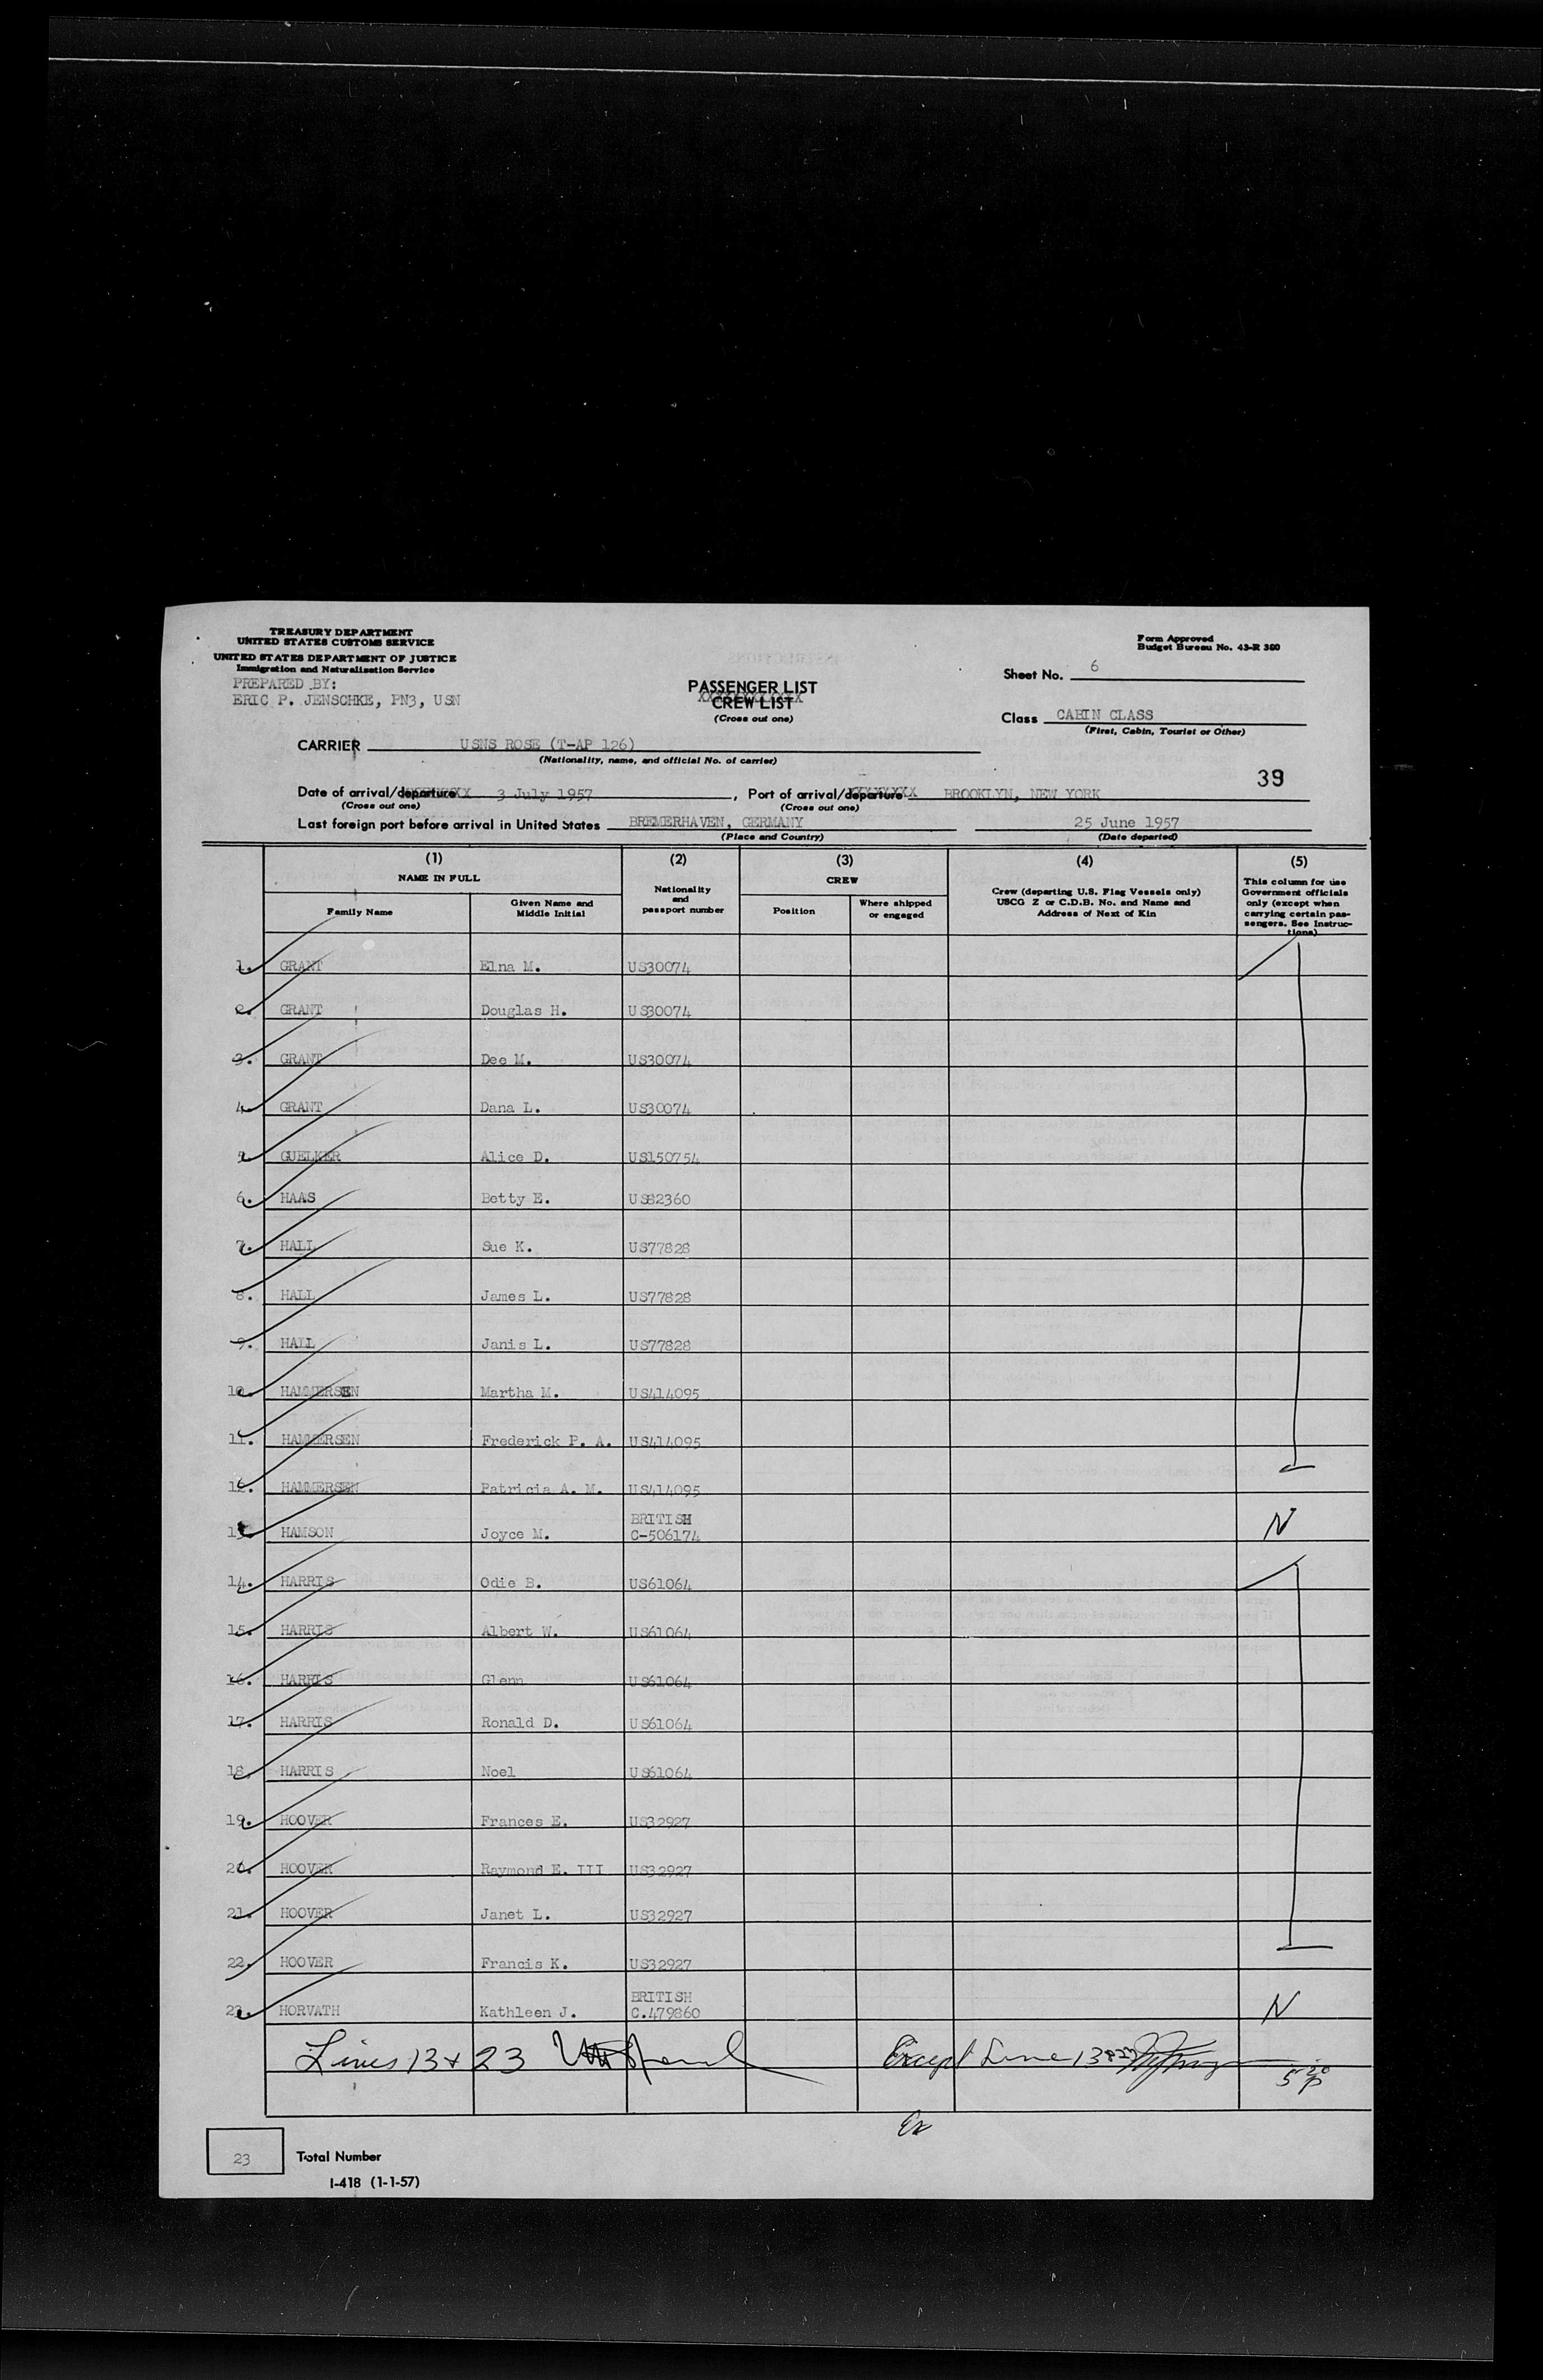 TREASURY DEPARTMENT
UNITED STATES CUSTOMS SERVICE
UNITED STATES DEPARTMENT OF JUSTICE
Immigration and Naturalization Service
PREPARED BY:
ERIC P. JENSCHKE, PN3, USN
Form Approved
Budget Bureau No. 43-R 380
Sheet No. 6
PASSENGER LIST
CREW LIST
(Cross out one)
Class CABIN CLASS
(First, Cabin, Tourist or Other)
CARRIER USNS ROSE (T-AP 126)
(Nationality, name, and official No. of carrier)
39
Date of arrival/departure 3 July 1957, Port of arrival/departure BROOKLYN, NEW YORK
(Cross out one) (Cross out one)
Last foreign port before arrival in United States BREMERHAVEN, GERMANY 25 June 1957
(Place and Country) (Date departed)
(1) (2) (3) (4) (5)
NAME IN FULL
Family Name
Given Name and Middle Initial
Nationality and passport number
CREW
Position
Where shipped or engaged
Crew (departing U.S. Flag Vessels only)
USCG Z or C.D.B. No. and Name and
Address of Next of Kin
This column for use
Government officials
only (except when
carrying certain pas-
sengers. See Instruc-
tions)
1. GRANT Elna M. US30074
2. GRANT Douglas H. US30074
3. GRANT Dee M. US30074
4. GRANT Dana L. US30074
5. GUELKER Alice D. US150754
6. HAAS Betty E. US82360
7. HALL Sue K. US77828
8. HALL James L. US77828
9. HALL Janis L. US77828
10. HAMMERSEN Martha M. US414095
11. HAMMERSEN Frederick P. A. US414095
12. HAMMERSEN Patricia A. M. US414095
13. HAMSON Joyce M. BRITISH C-506174 N
14. HARRIS Odie B. US61064
15. HARRIS Albert W. US61064
16. HARRIS Glenn US61064
17. HARRIS Ronald D. US61064
18. HARRIS Noel US61064
19. HOOVER Frances E. US32927
20. HOOVER Raymond E. III US32927
21. HOOVER Janet L. US32927
22. HOOVER Francis K. US32927
23. HORVATH Kathleen J. BRITISH C.479860 N
Lines 13 & 23 Except Line 13 & 23
23 Total Number
I-418 (1-1-57)